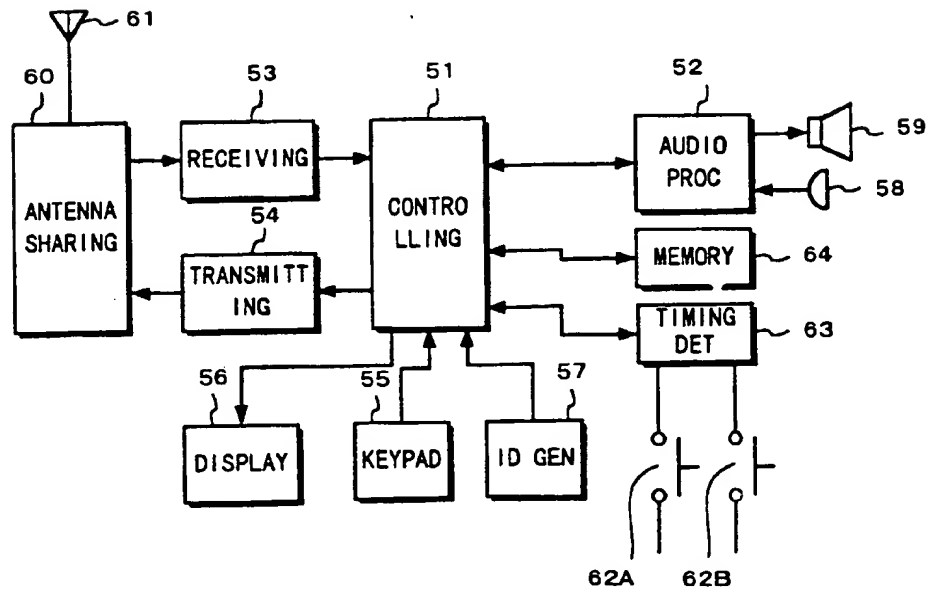 61
60
53
51
52
59
ANTENNA
SHARING
RECEIVING
CONTRO
LLING
AUDIO
PROC
58
54
TRANSMITT
ING
MEMORY
64
TIMING
DET
63
56
55
57
DISPLAY
KEYPAD
ID GEN
62A
62B